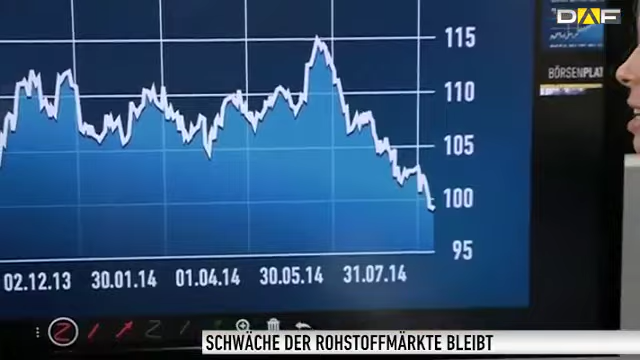 DAF
115
BÖRSENPLAT
110
105
100
95
02.12.13 30.01.14 01.04.14 30.05.14 31.07.14
SCHWÄCHE DER ROHSTOFFMÄRKTE BLEIBT